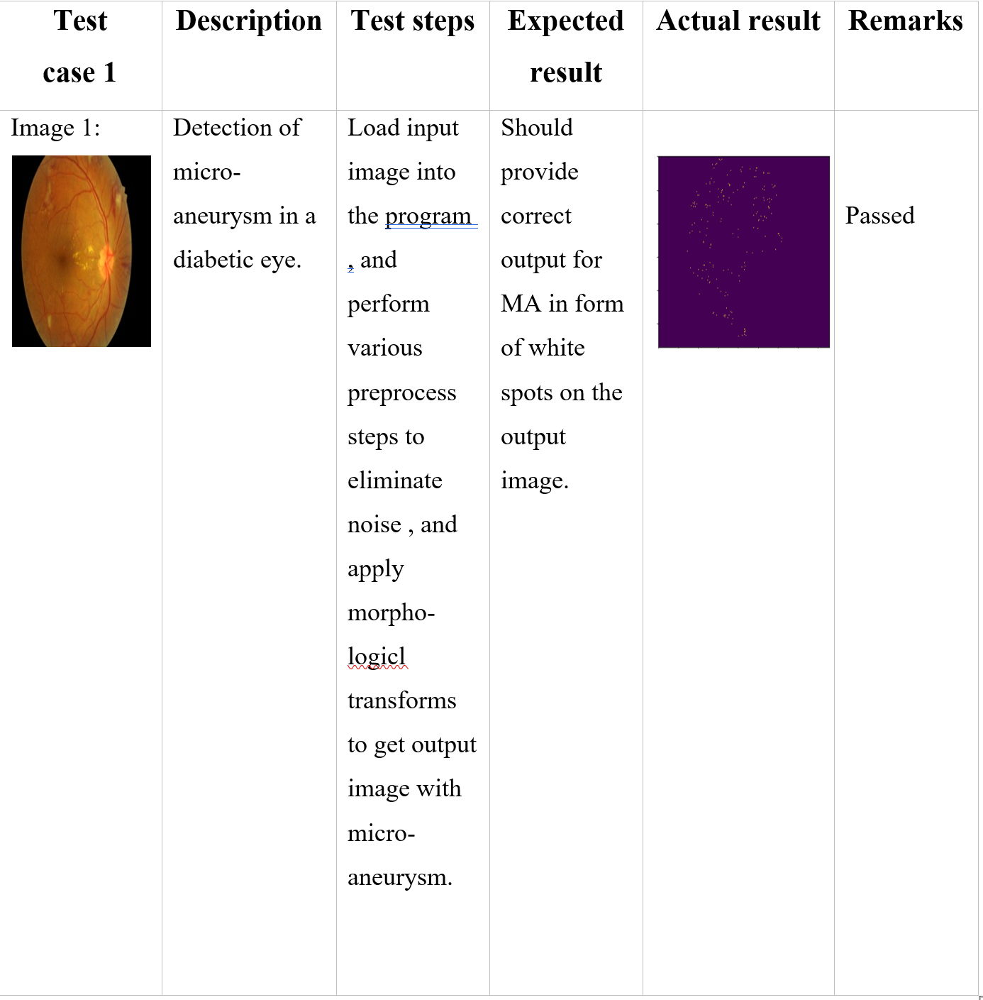 Test
case 1
Description
Test steps
Expected
result
Actual result
Remarks
Image 1:
Detection of
micro-
aneurysm in a
diabetic eye.
Load input
image into
the program
, and
perform
various
preprocess
steps to
eliminate
noise , and
apply
morpho-
logicl
transforms
to get output
image with
micro-
aneurysm.
Should
provide
correct
output for
MA in form
of white
spots on the
output
image.
Passed